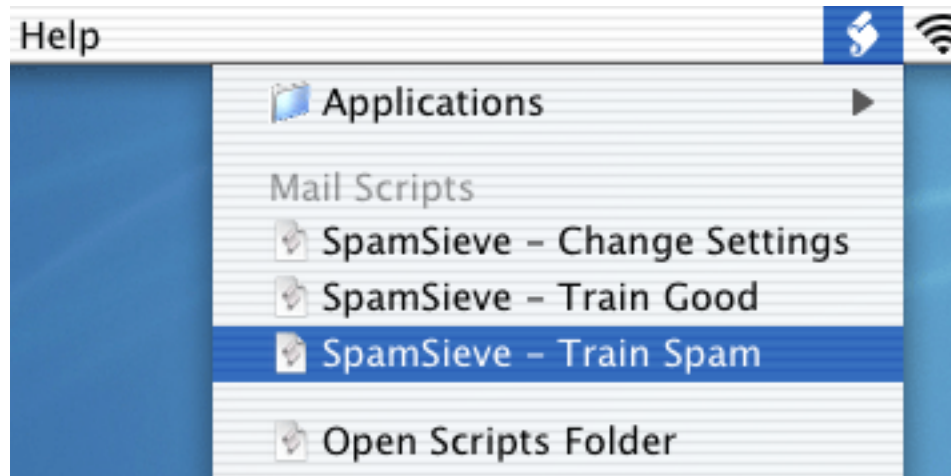 Help
Applications
Mail Scripts
SpamSieve – Change Settings
SpamSieve – Train Good
SpamSieve – Train Spam
Open Scripts Folder